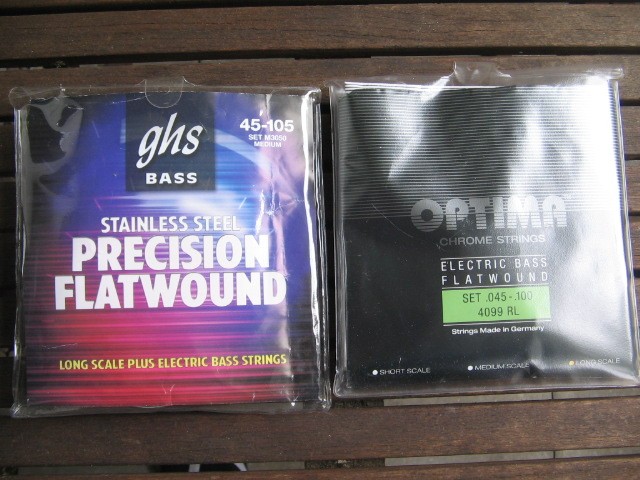 ghs
BASS
45-105
SET M3050
MEDIUM
STAINLESS STEEL
PRECISION
FLATWOUND
LONG SCALE PLUS ELECTRIC BASS STRINGS
OPTIMA
CHROME STRINGS
ELECTRIC BASS
FLATWOUND
SET .045-.100
4099 RL
Strings Made in Germany
SHORT SCALE
MEDIUM SCALE
LONG SCALE